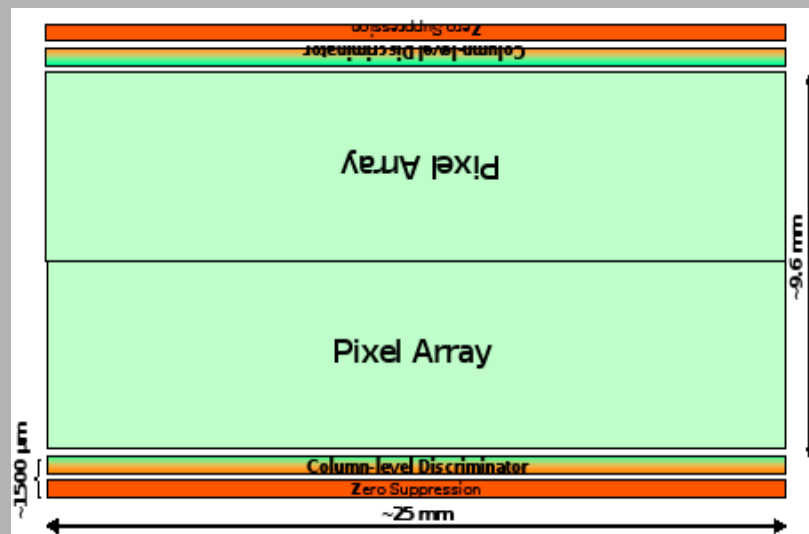 Zero Suppression
Column-level Discriminator
Pixel Array
~9.6 mm
Pixel Array
~1500 µm
Column-level Discriminator
Zero Suppression
~25 mm